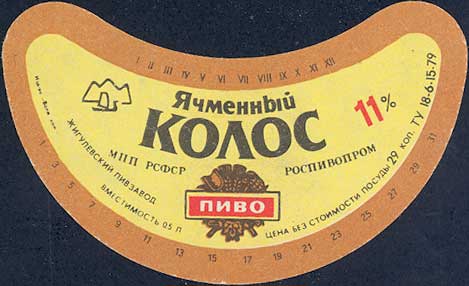 I II III IV V VI VII VIII IX X XI XII
Ячменный
КОЛОС
11%
МПП РСФСР
РОСПИВОПРОМ
ПИВО
ЖИГУЛЕВСКИЙ ПИВЗАВОД
ВМЕСТИМОСТЬ 0.5 Л
ЦЕНА БЕЗ СТОИМОСТИ ПОСУДЫ 29 КОП. ТУ 18-6-15-79
1 3 5 7 9 11 13 15 17 19 21 23 25 27 29 31